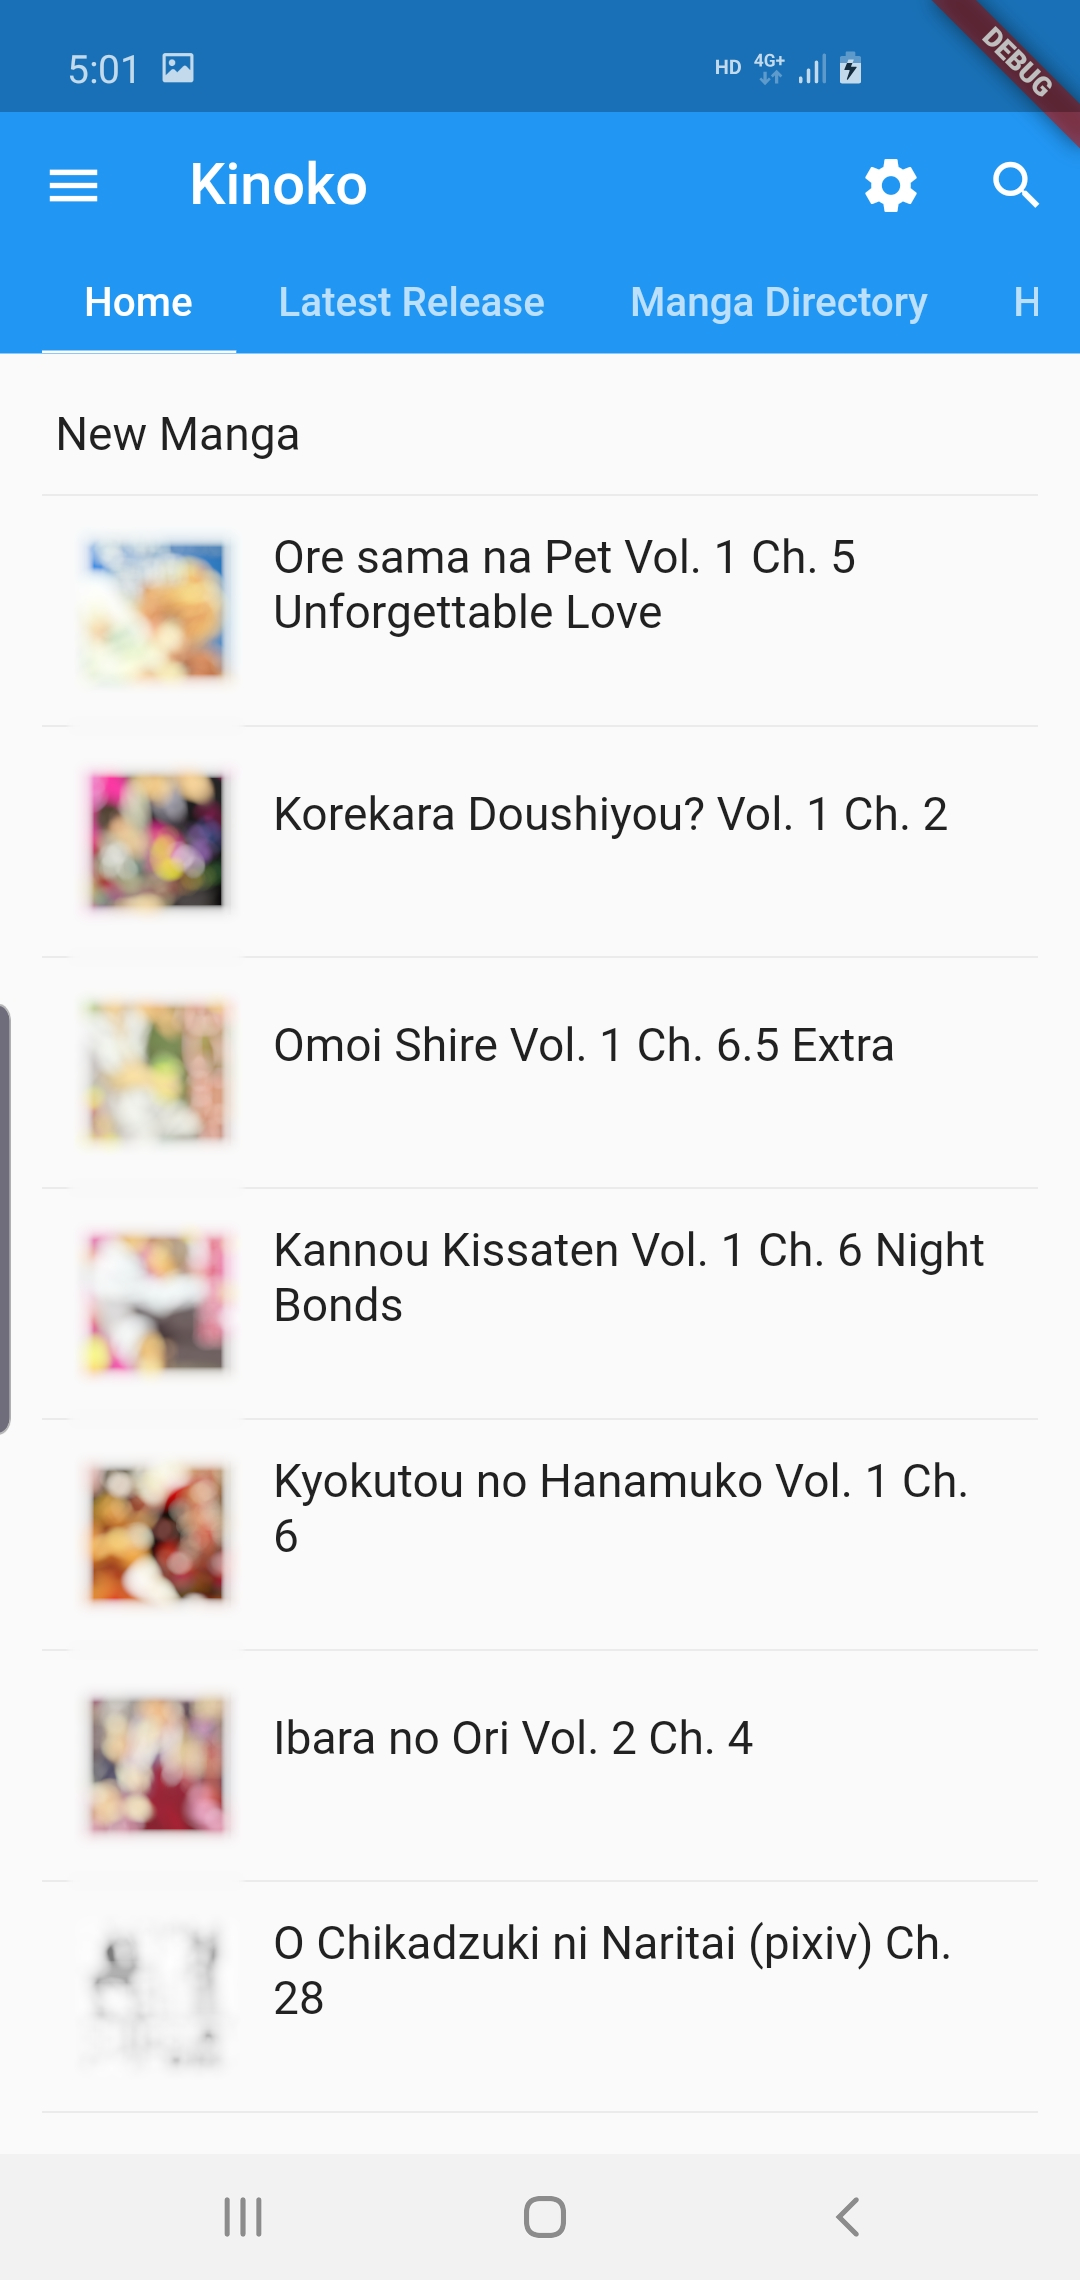 5:01
HD 4G+
DEBUG
Kinoko
Home Latest Release Manga Directory H
New Manga
Ore sama na Pet Vol. 1 Ch. 5
Unforgettable Love
Korekara Doushiyou? Vol. 1 Ch. 2
Omoi Shire Vol. 1 Ch. 6.5 Extra
Kannou Kissaten Vol. 1 Ch. 6 Night
Bonds
Kyokutou no Hanamuko Vol. 1 Ch.
6
Ibara no Ori Vol. 2 Ch. 4
O Chikadzuki ni Naritai (pixiv) Ch.
28